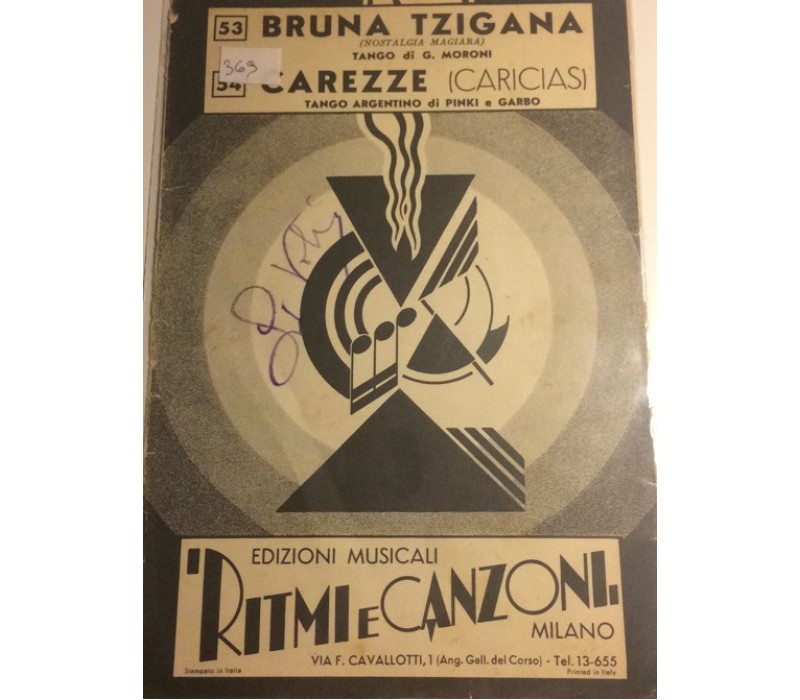 53 BRUNA TZIGANA
(NOSTALGIA MAGIARA)
TANGO di G. MORONI
369
54 CAREZZE (CARICIAS)
TANGO ARGENTINO di PINKI e GARBO
EDIZIONI MUSICALI
RITMI E CANZONI
MILANO
VIA F. CAVALLOTTI, 1 (Ang. Gall. del Corso) - Tel. 13-655
Stampato in Italia
Printed in Italy